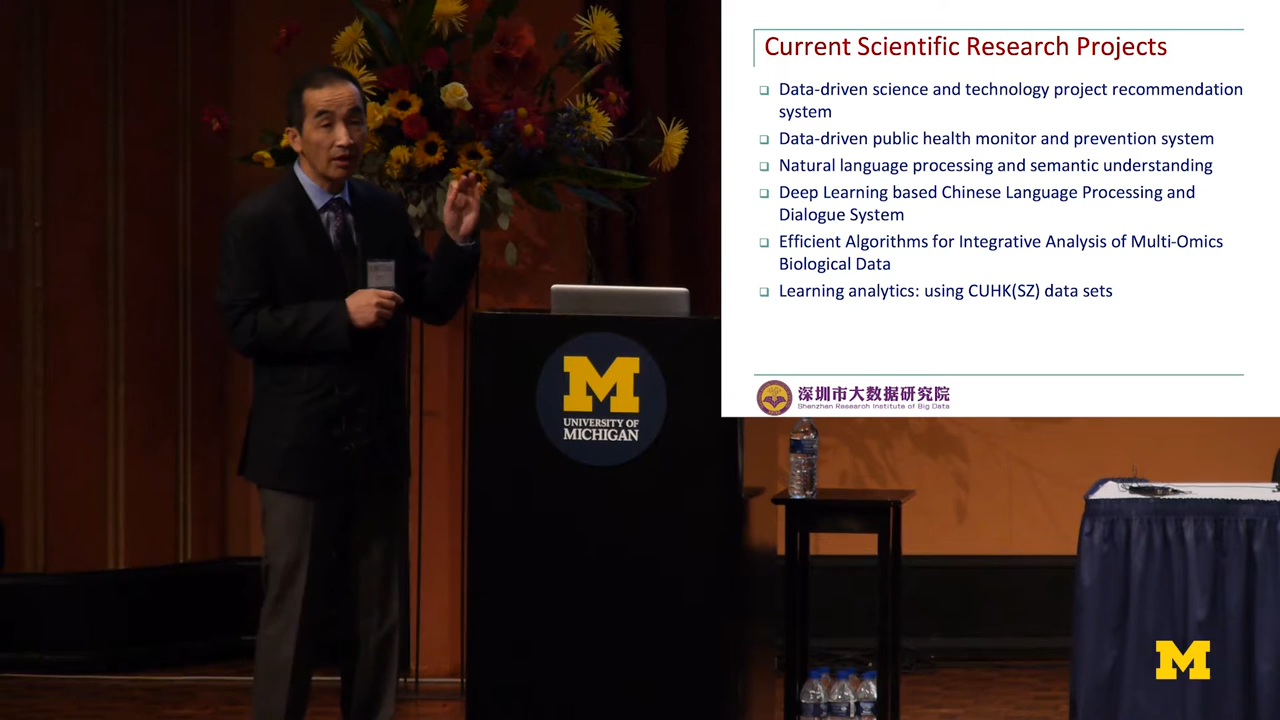 Current Scientific Research Projects
Data-driven science and technology project recommendation
system
Data-driven public health monitor and prevention system
Natural language processing and semantic understanding
Deep Learning based Chinese Language Processing and
Dialogue System
Efficient Algorithms for Integrative Analysis of Multi-Omics
Biological Data
Learning analytics: using CUHK(SZ) data sets
深圳市大数据研究院
Shenzhen Research Institute of Big Data
M
UNIVERSITY OF
MICHIGAN
M